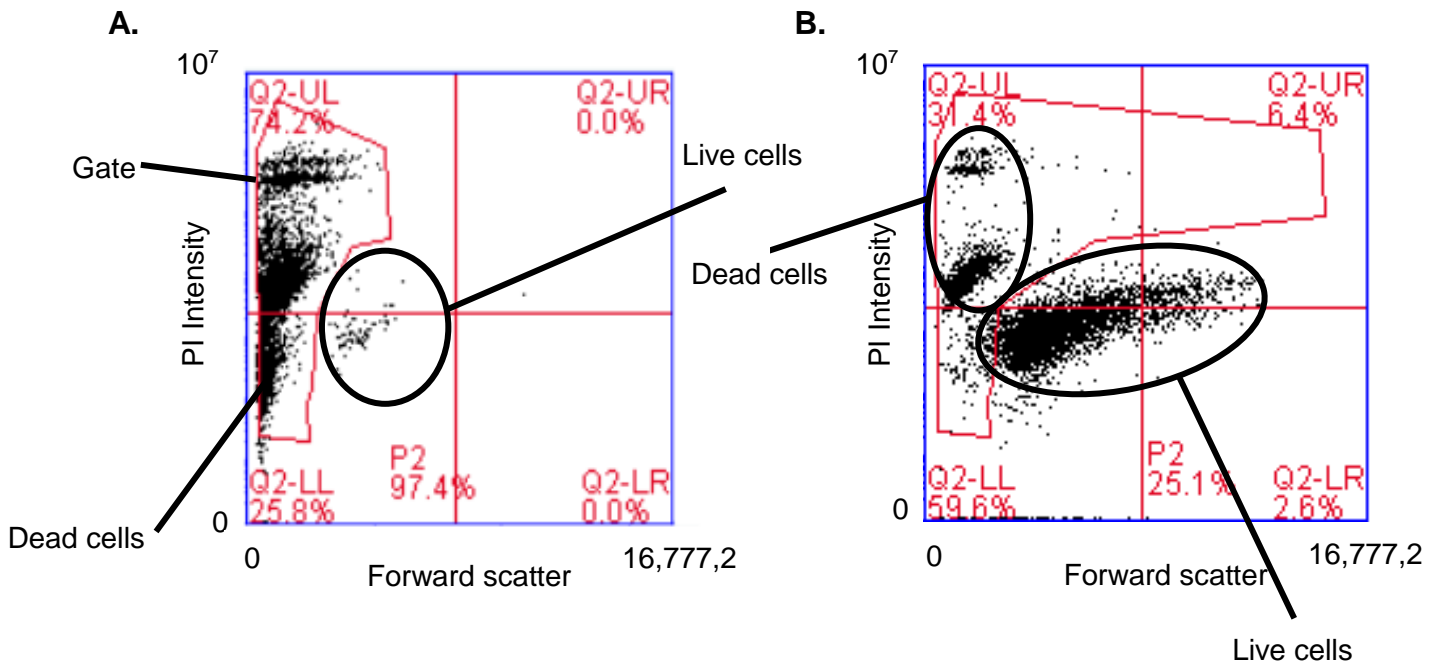 A.
10⁷
Q2-UL
74.2%
Q2-UR
0.0%
Gate
Live cells
PI Intensity
P2
97.4%
Q2-LL
25.8%
Q2-LR
0.0%
Dead cells
0
0
16,777,2
Forward scatter
B.
10⁷
Q2-UL
31.4%
Q2-UR
6.4%
Dead cells
PI Intensity
P2
25.1%
Q2-LL
59.6%
Q2-LR
2.6%
0
0
16,777,2
Forward scatter
Live cells